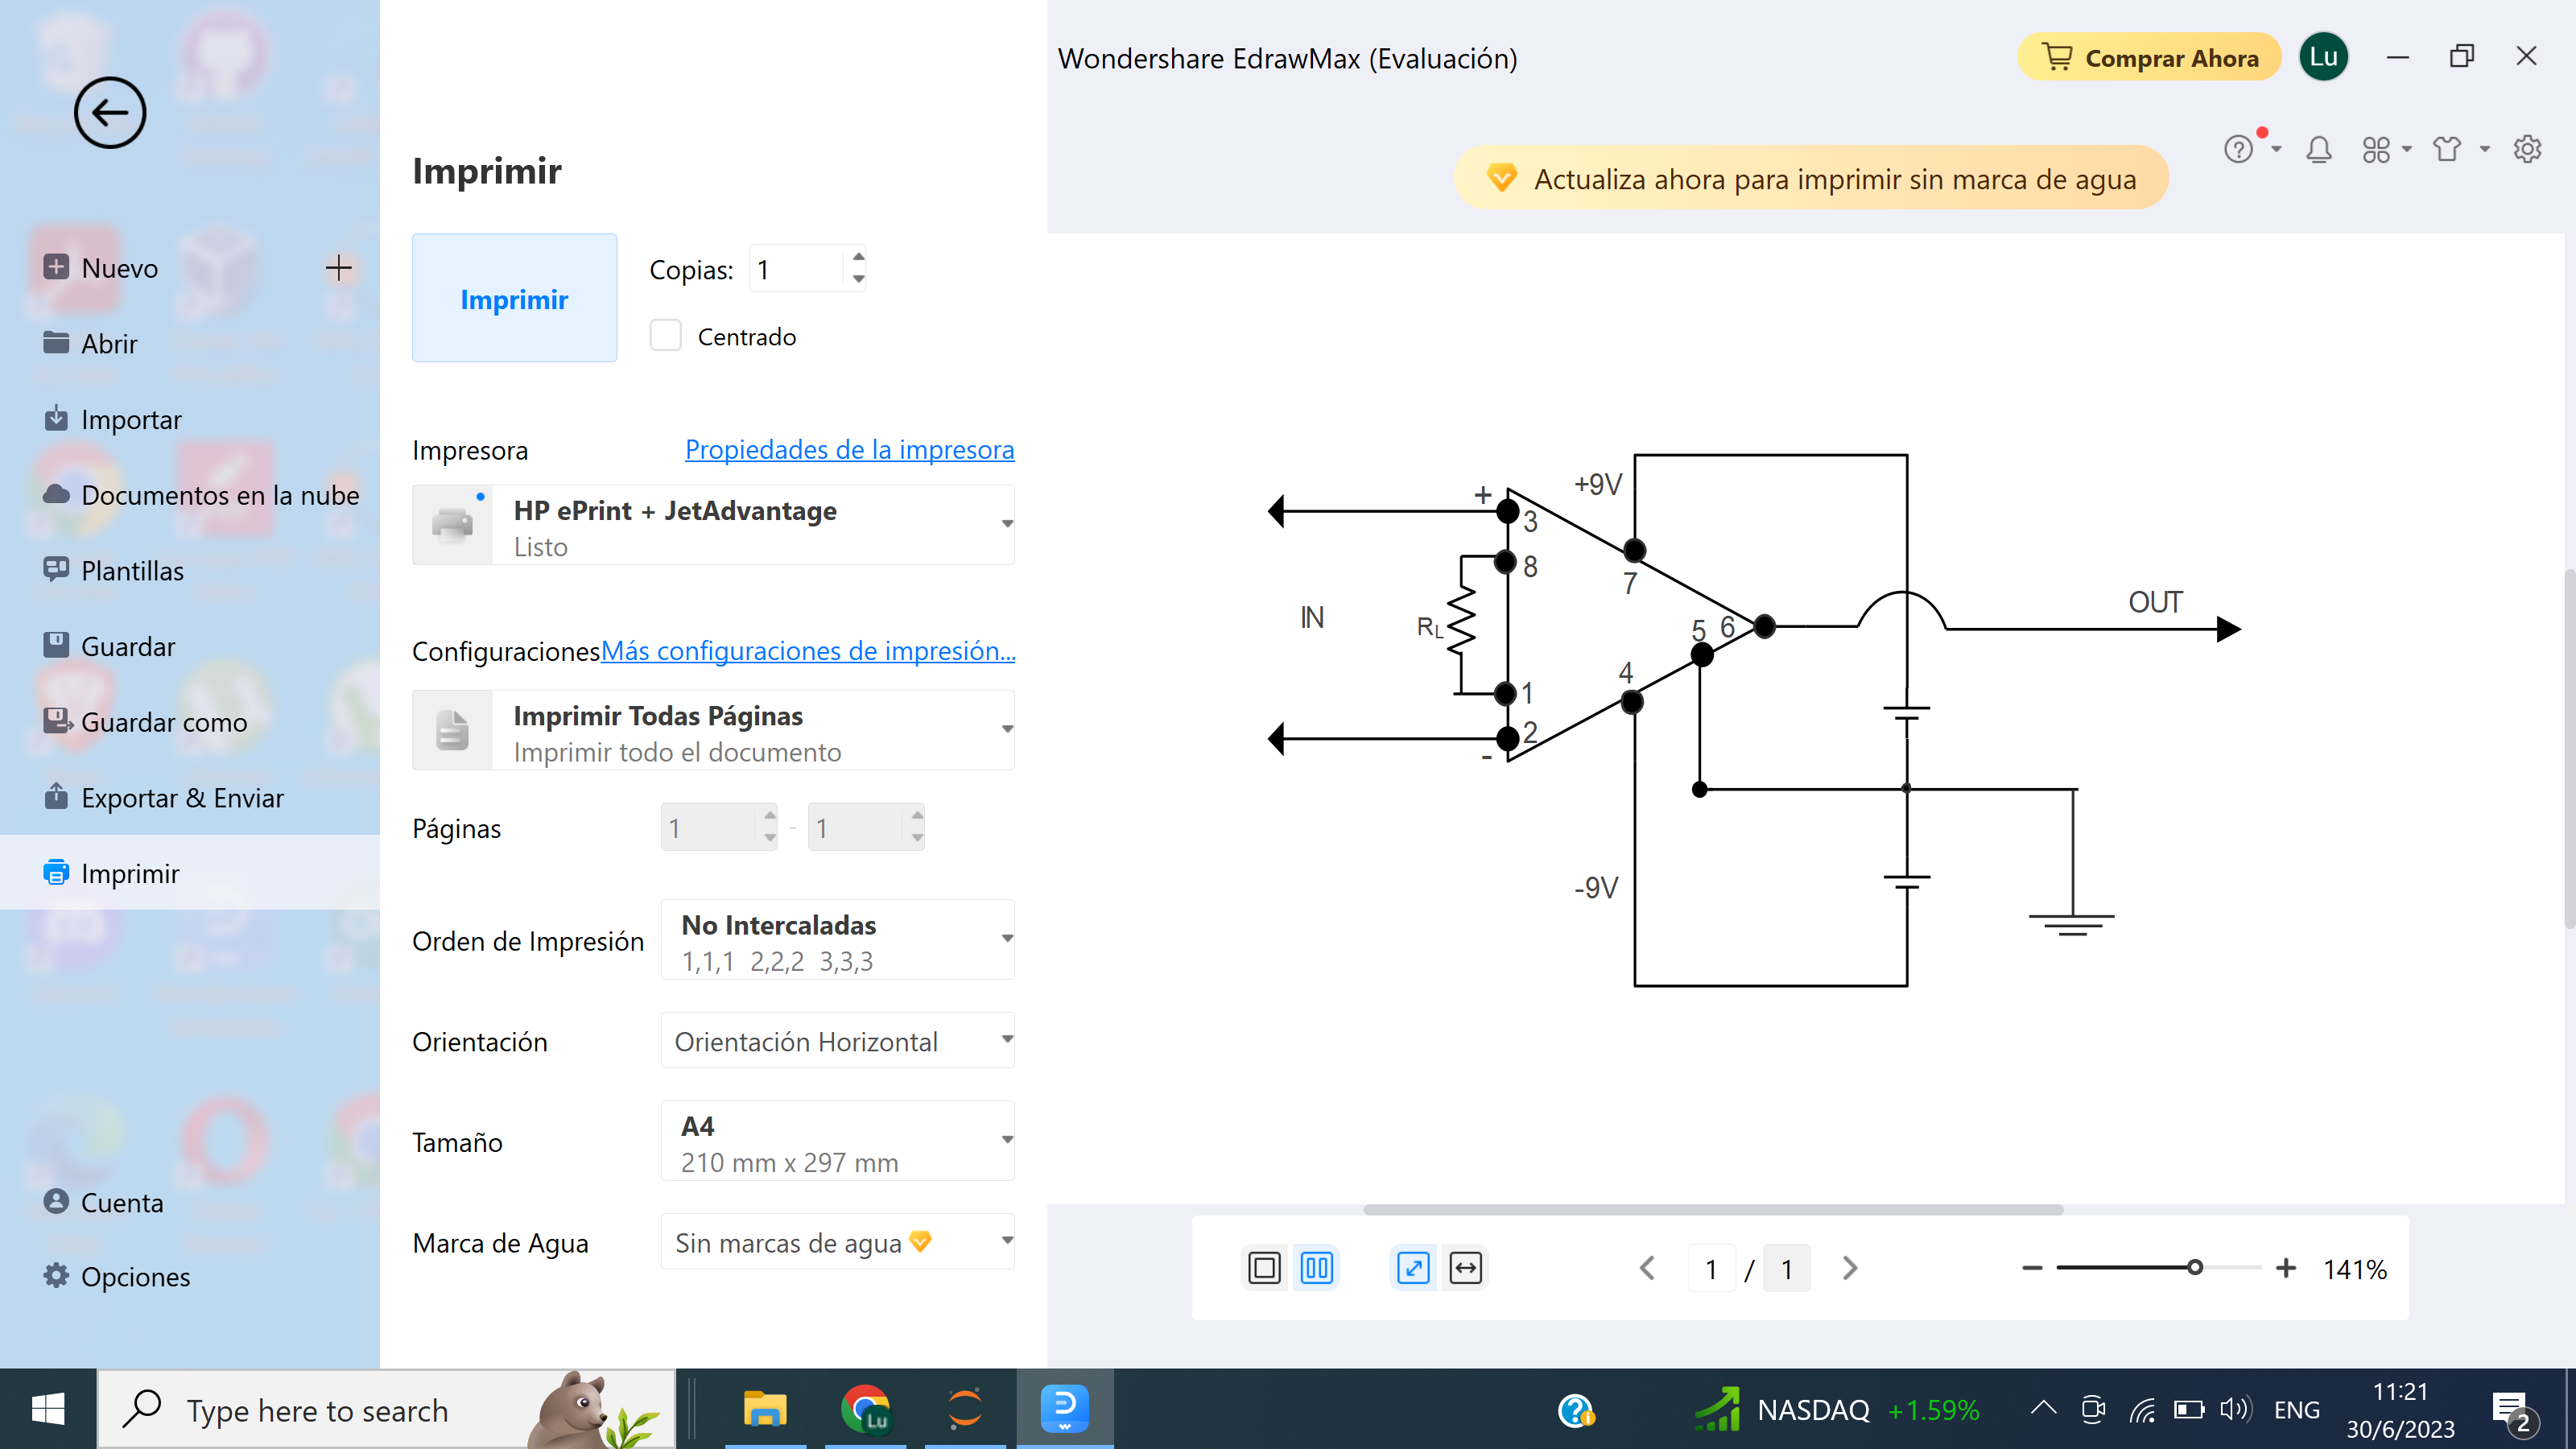 Wondershare EdrawMax (Evaluación)
Comprar Ahora
Lu
Actualiza ahora para imprimir sin marca de agua
Nuevo
Abrir
Importar
Documentos en la nube
Plantillas
Guardar
Guardar como
Exportar & Enviar
Imprimir
Cuenta
Opciones
Imprimir
Imprimir
Copias: 1
Centrado
Impresora
Propiedades de la impresora
HP ePrint + JetAdvantage
Listo
Configuraciones
Más configuraciones de impresión...
Imprimir Todas Páginas
Imprimir todo el documento
Páginas 1 - 1
Orden de Impresión
No Intercaladas
1,1,1 2,2,2 3,3,3
Orientación
Orientación Horizontal
Tamaño
A4
210 mm x 297 mm
Marca de Agua
Sin marcas de agua
+9V
+
3
8
7
IN
RL
OUT
5 6
4
1
2
-
-9V
1 / 1
141%
Type here to search
Lu
NASDAQ +1.59%
ENG
11:21
30/6/2023
2